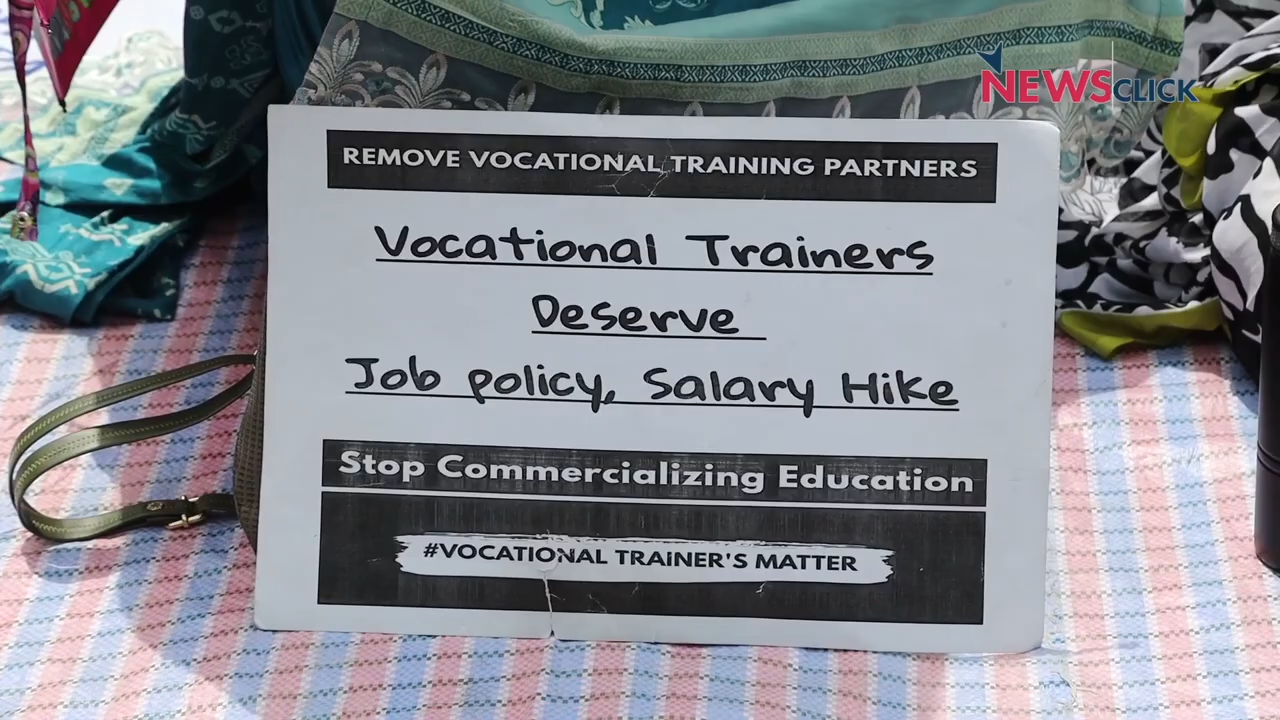 NEWSCLICK
REMOVE VOCATIONAL TRAINING PARTNERS
Vocational Trainers
Deserve
Job policy, Salary Hike
Stop Commercializing Education
#VOCATIONAL TRAINER'S MATTER